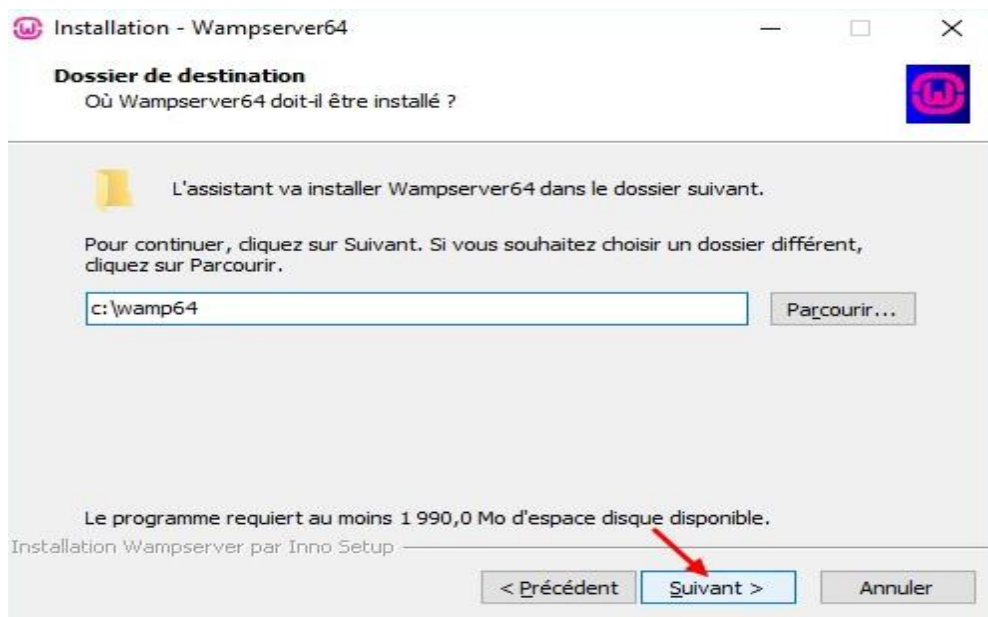 Installation - Wampserver64
Dossier de destination
Où Wampserver64 doit-il être installé ?
L'assistant va installer Wampserver64 dans le dossier suivant.
Pour continuer, cliquez sur Suivant. Si vous souhaitez choisir un dossier différent,
cliquez sur Parcourir.
c:\wamp64
Parcourir...
Le programme requiert au moins 1 990,0 Mo d'espace disque disponible.
Installation Wampserver par Inno Setup
< Précédent
Suivant >
Annuler